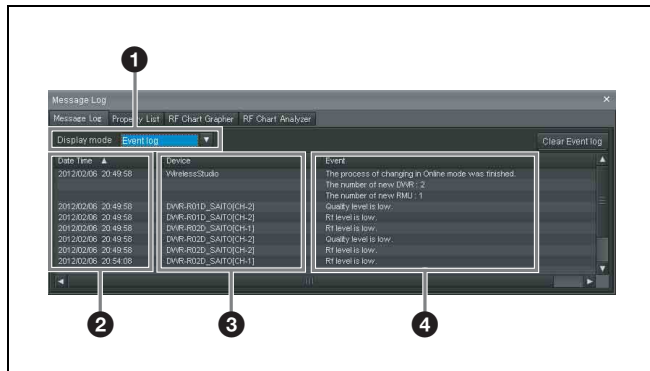 1
Message Log ×
Message Log Property List RF Chart Grapher RF Chart Analyzer
Display mode Event log Clear Event log
Date Time Device Event
2012/02/06 20:49:58 WirelessStudio The process of changing in Online mode was finished.
The number of new DWR : 2
The number of new RMU : 1
2012/02/06 20:49:58 DWR-R01D_SAITO[CH-2] Quality level is low.
2012/02/06 20:49:58 DWR-R01D_SAITO[CH-2] Rf level is low.
2012/02/06 20:49:58 DWR-R01D_SAITO[CH-1] Rf level is low.
2012/02/06 20:49:58 DWR-R02D_SAITO[CH-2] Quality level is low.
2012/02/06 20:49:58 DWR-R02D_SAITO[CH-2] Rf level is low.
2012/02/06 20:54:08 DWR-R02D_SAITO[CH-1] Rf level is low.
2 3 4